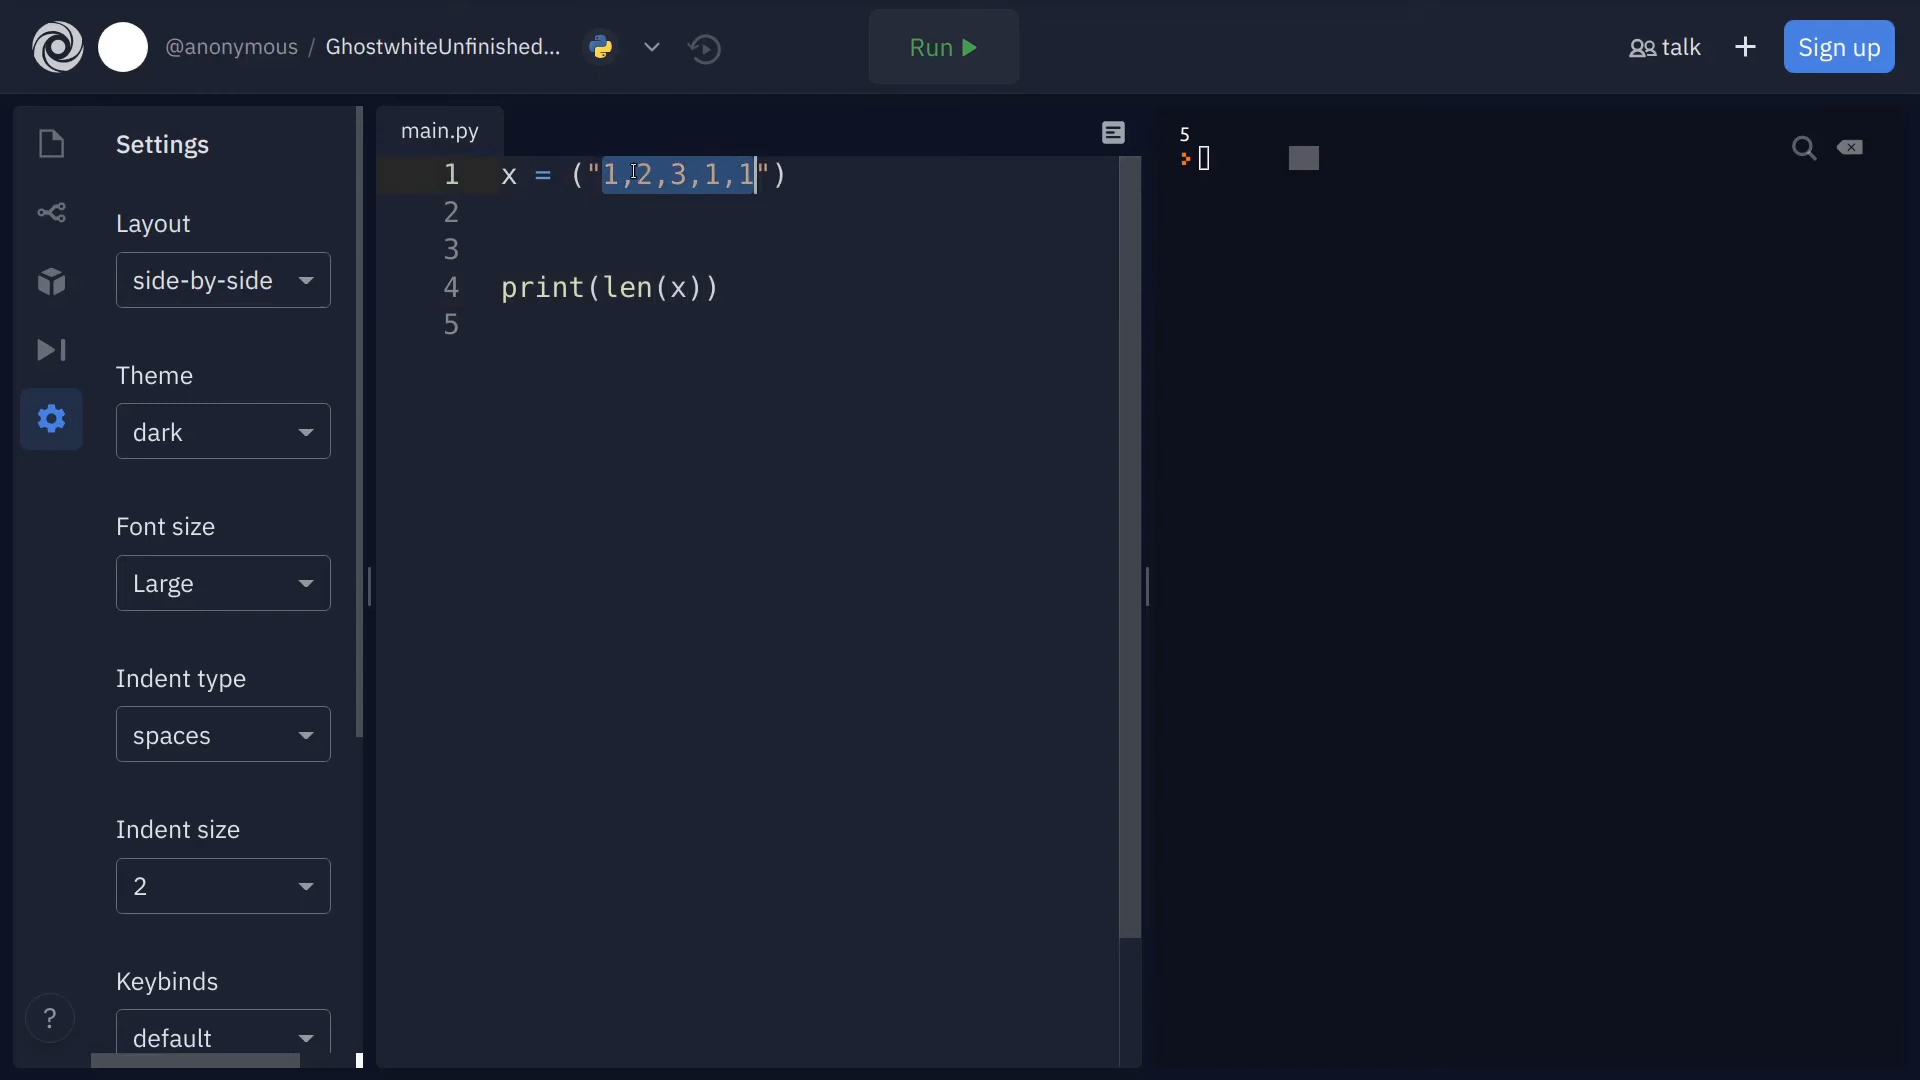 @anonymous / GhostwhiteUnfinished...
Run
talk
+
Sign up
Settings
Layout
side-by-side
Theme
dark
Font size
Large
Indent type
spaces
Indent size
2
Keybinds
default
?
main.py
1 x = ("1,2,3,1,1")
2
3
4 print(len(x))
5
5